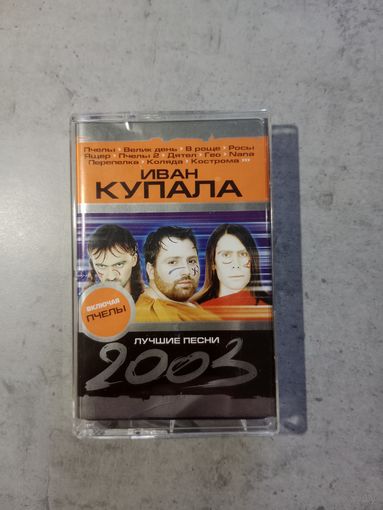 Пчелы • Велик день • В роще • Росы
Ящер • Пчелы 2 • Дятел • Гео • Nana
Перепелка • Коляда • Кострома
ИВАН
КУПАЛА
ВКЛЮЧАЯ
ПЧЕЛЫ
ЛУЧШИЕ ПЕСНИ
2003